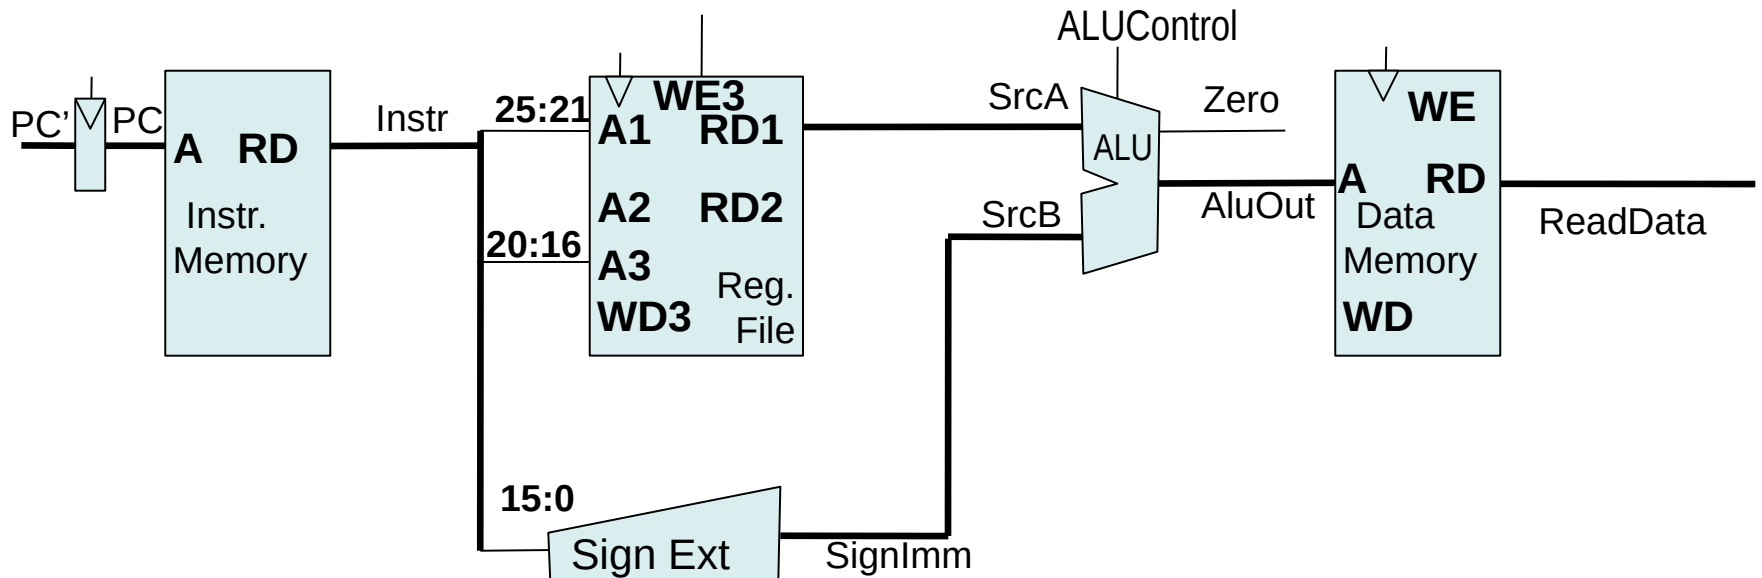 ALUControl
PC'
PC
A RD
Instr.
Memory
Instr
25:21
20:16
15:0
WE3
A1 RD1
A2 RD2
A3
WD3
Reg.
File
Sign Ext
SignImm
SrcA
SrcB
ALU
Zero
AluOut
WE
A RD
Data
Memory
WD
ReadData